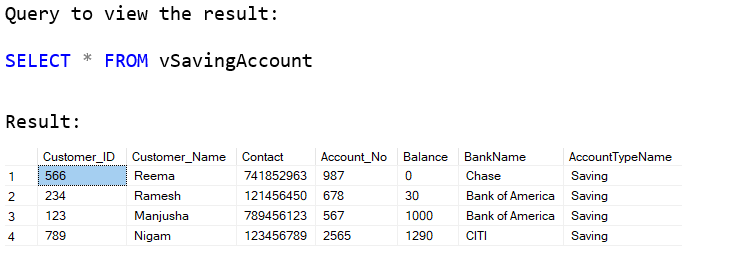 Query to view the result:
SELECT * FROM vSavingAccount
Result:
Customer_ID Customer_Name Contact Account_No Balance BankName AccountTypeName
1 566 Reema 741852963 987 0 Chase Saving
2 234 Ramesh 121456450 678 30 Bank of America Saving
3 123 Manjusha 789456123 567 1000 Bank of America Saving
4 789 Nigam 123456789 2565 1290 CITI Saving